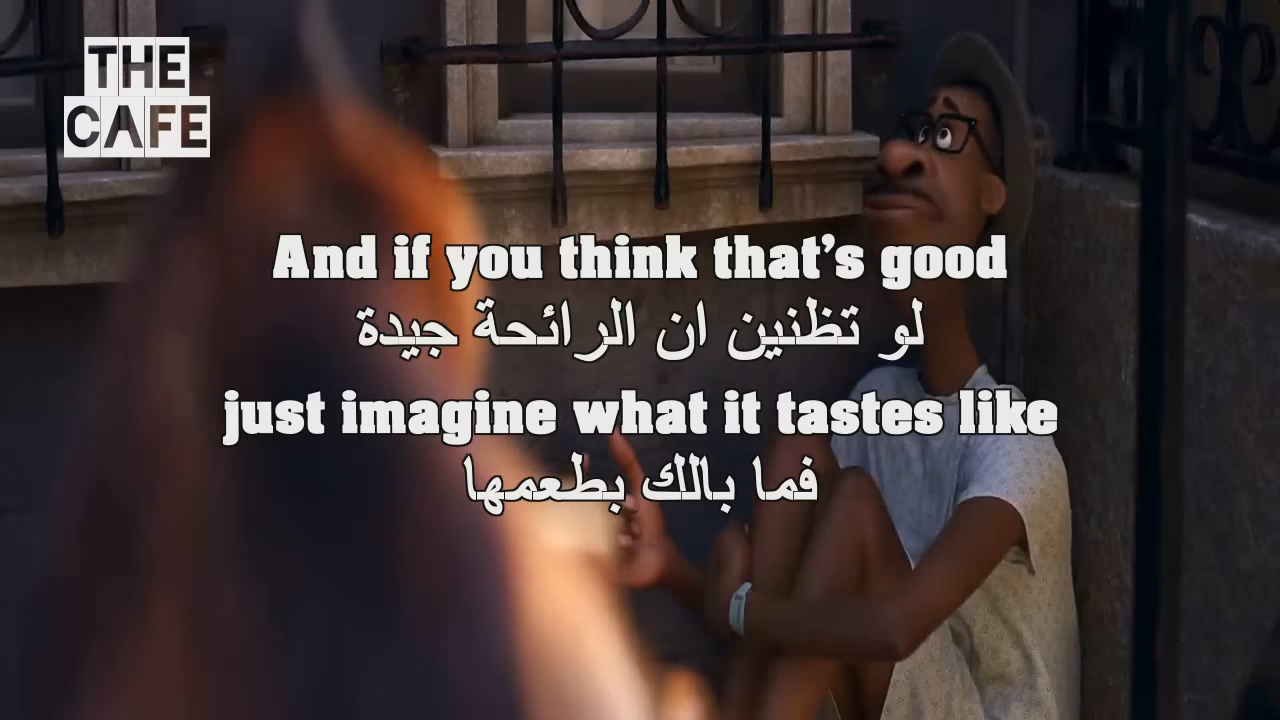 THE
CAFE
And if you think that’s good
لو تظنين ان الرائحة جيدة
just imagine what it tastes like
فما بالك بطعمها